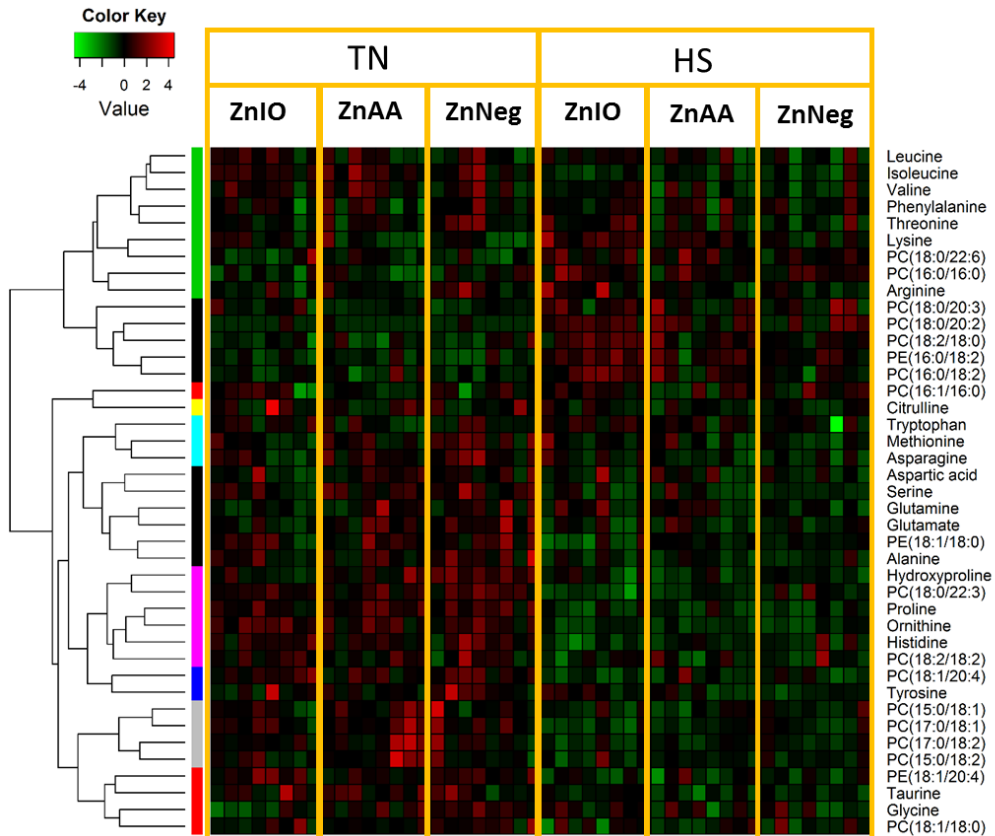 Color Key
-4 0 2 4
Value
TN HS
ZnIO ZnAA ZnNeg ZnIO ZnAA ZnNeg
Leucine
Isoleucine
Valine
Phenylalanine
Threonine
Lysine
PC(18:0/22:6)
PC(16:0/16:0)
Arginine
PC(18:0/20:3)
PC(18:0/20:2)
PC(18:2/18:0)
PE(16:0/18:2)
PC(16:0/18:2)
PC(16:1/16:0)
Citrulline
Tryptophan
Methionine
Asparagine
Aspartic acid
Serine
Glutamine
Glutamate
PE(18:1/18:0)
Alanine
Hydroxyproline
PC(18:0/22:3)
Proline
Ornithine
Histidine
PC(18:2/18:2)
PC(18:1/20:4)
Tyrosine
PC(15:0/18:1)
PC(17:0/18:1)
PC(17:0/18:2)
PC(15:0/18:2)
PE(18:1/20:4)
Taurine
Glycine
PC(18:1/18:0)